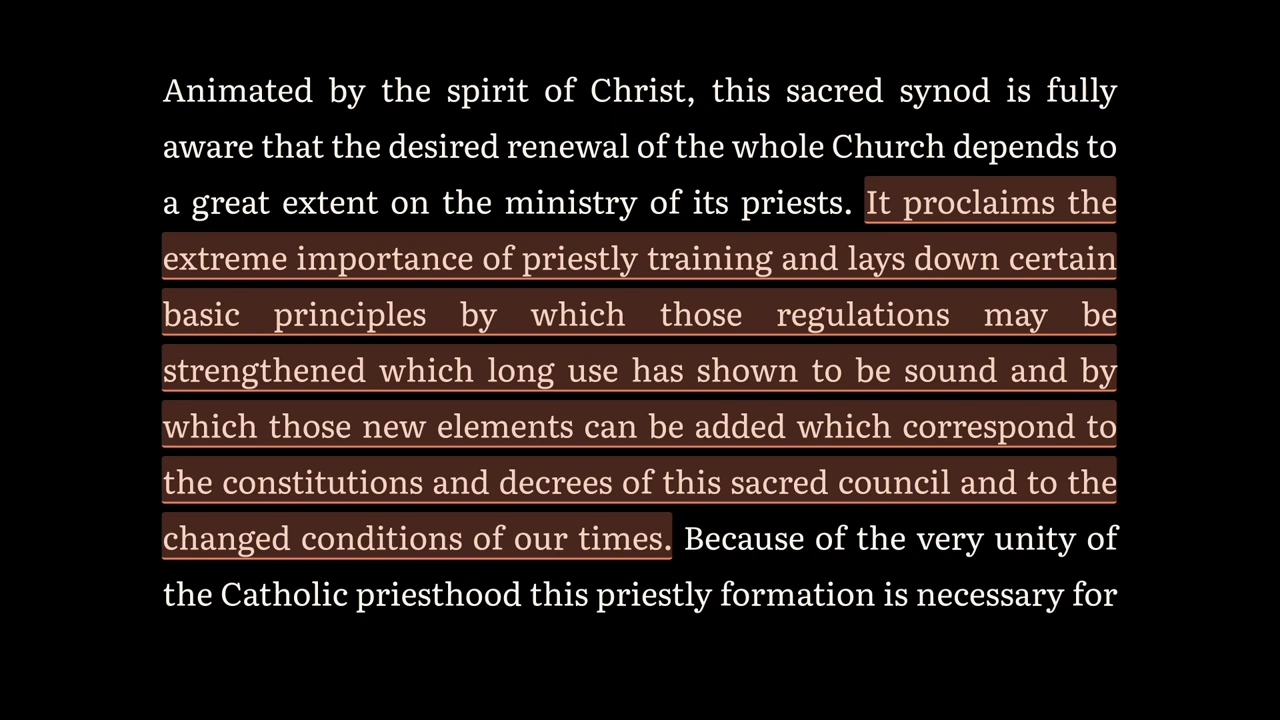 Animated by the spirit of Christ, this sacred synod is fully
aware that the desired renewal of the whole Church depends to
a great extent on the ministry of its priests. It proclaims the
extreme importance of priestly training and lays down certain
basic principles by which those regulations may be
strengthened which long use has shown to be sound and by
which those new elements can be added which correspond to
the constitutions and decrees of this sacred council and to the
changed conditions of our times. Because of the very unity of
the Catholic priesthood this priestly formation is necessary for